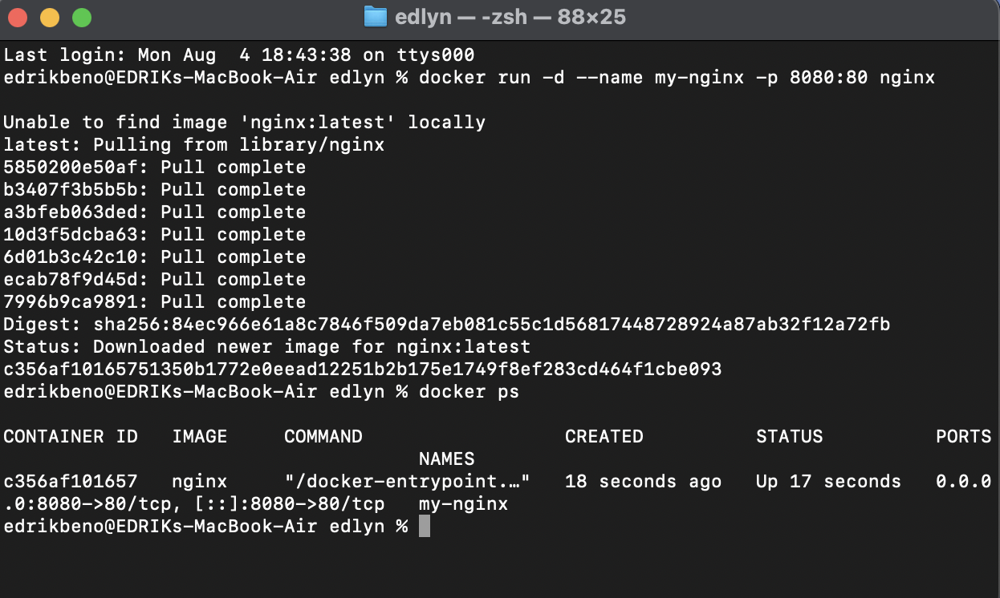 edlyn — -zsh — 88×25
Last login: Mon Aug  4 18:43:38 on ttys000
edrikbeno@EDRIKs-MacBook-Air edlyn % docker run -d --name my-nginx -p 8080:80 nginx
Unable to find image 'nginx:latest' locally
latest: Pulling from library/nginx
5850200e50af: Pull complete
b3407f3b5b5b: Pull complete
a3bfeb063ded: Pull complete
10d3f5dcba63: Pull complete
6d01b3c42c10: Pull complete
ecab78f9d45d: Pull complete
7996b9ca9891: Pull complete
Digest: sha256:84ec966e61a8c7846f509da7eb081c55c1d56817448728924a87ab32f12a72fb
Status: Downloaded newer image for nginx:latest
c356af10165751350b1772e0eead12251b2b175e1749f8ef283cd464f1cbe093
edrikbeno@EDRIKs-MacBook-Air edlyn % docker ps
CONTAINER ID   IMAGE     COMMAND                  CREATED          STATUS          PORTS
                                     NAMES
c356af101657   nginx     "/docker-entrypoint.…"   18 seconds ago   Up 17 seconds   0.0.0
.0:8080->80/tcp, [::]:8080->80/tcp   my-nginx
edrikbeno@EDRIKs-MacBook-Air edlyn %